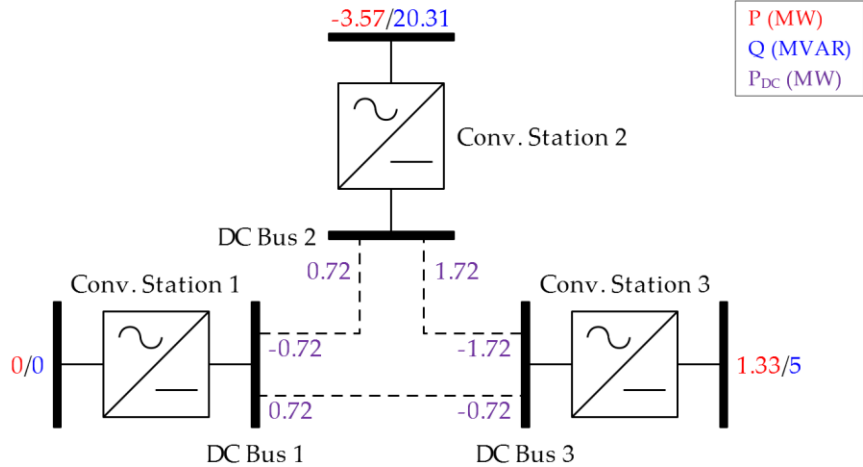 -3.57/20.31
P (MW)
Q (MVAR)
P_DC (MW)
Conv. Station 2
DC Bus 2
0.72
1.72
Conv. Station 1
Conv. Station 3
-0.72
-1.72
0/0
1.33/5
0.72
-0.72
DC Bus 1
DC Bus 3